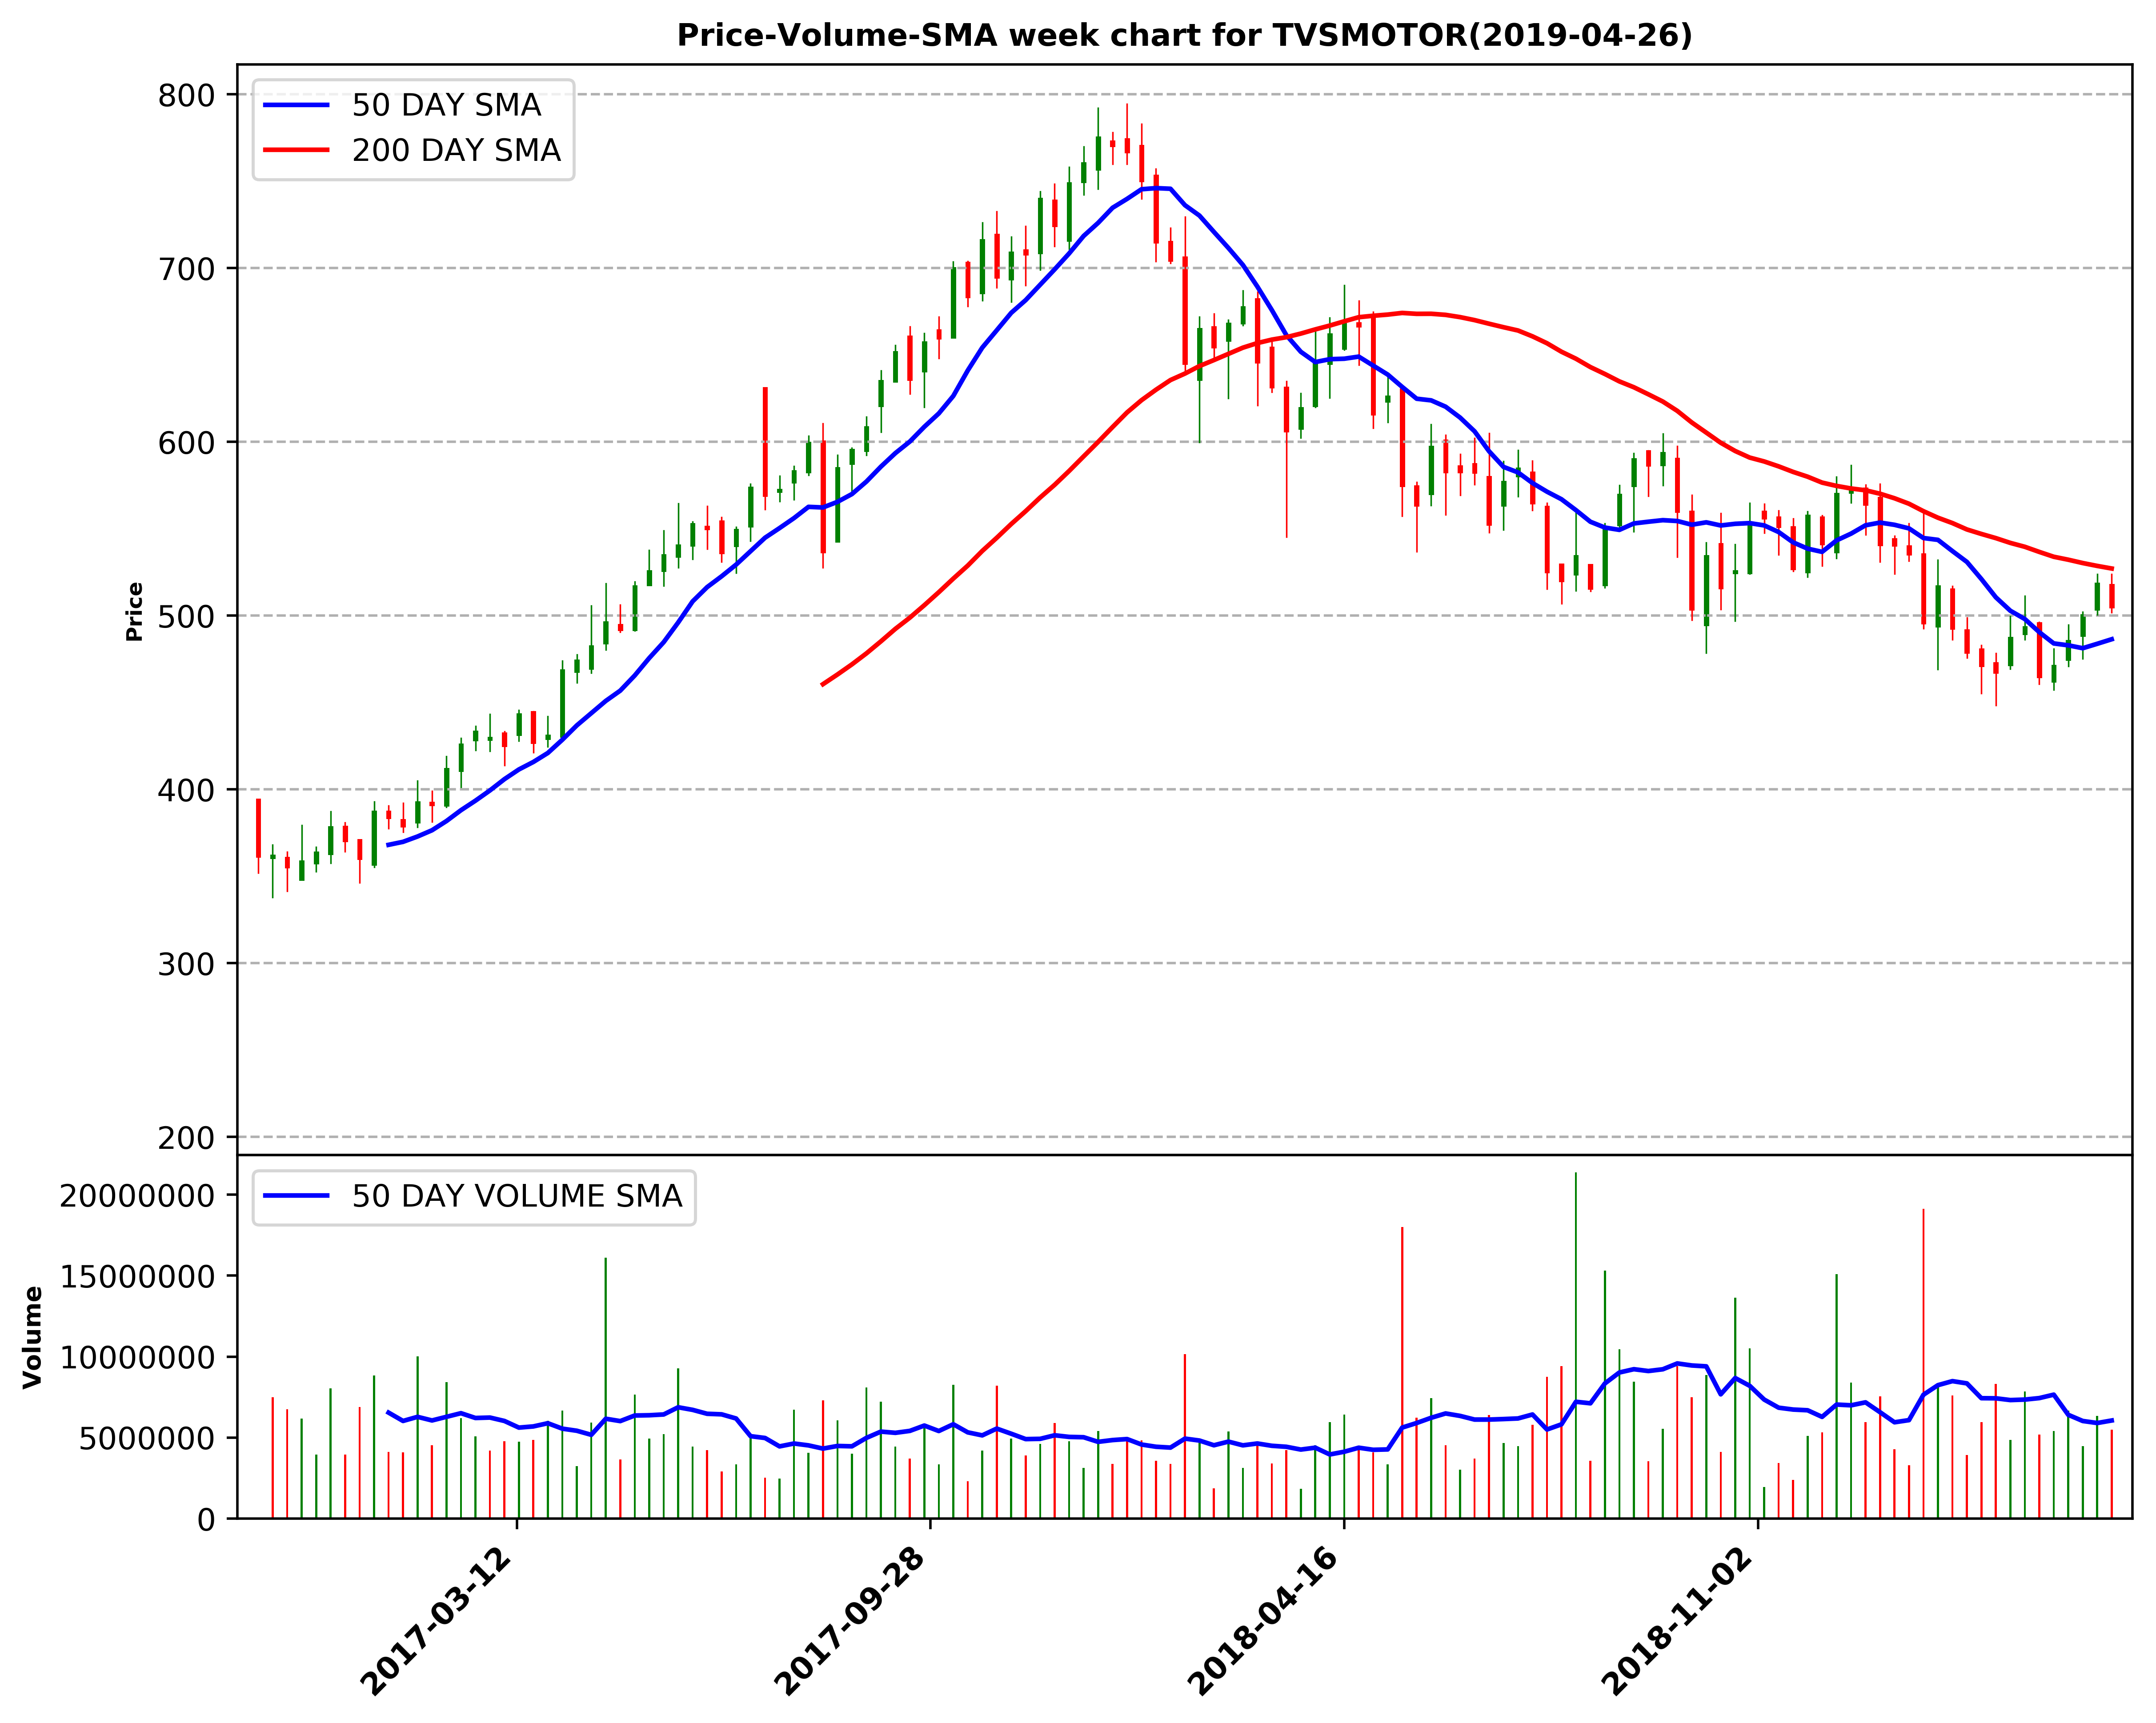 Price-Volume-SMA week chart for TVSMOTOR(2019-04-26)
50 DAY SMA
200 DAY SMA
800
700
600
500
400
300
200
Price
50 DAY VOLUME SMA
20000000
15000000
10000000
5000000
0
Volume
2017-03-12
2017-09-28
2018-04-16
2018-11-02